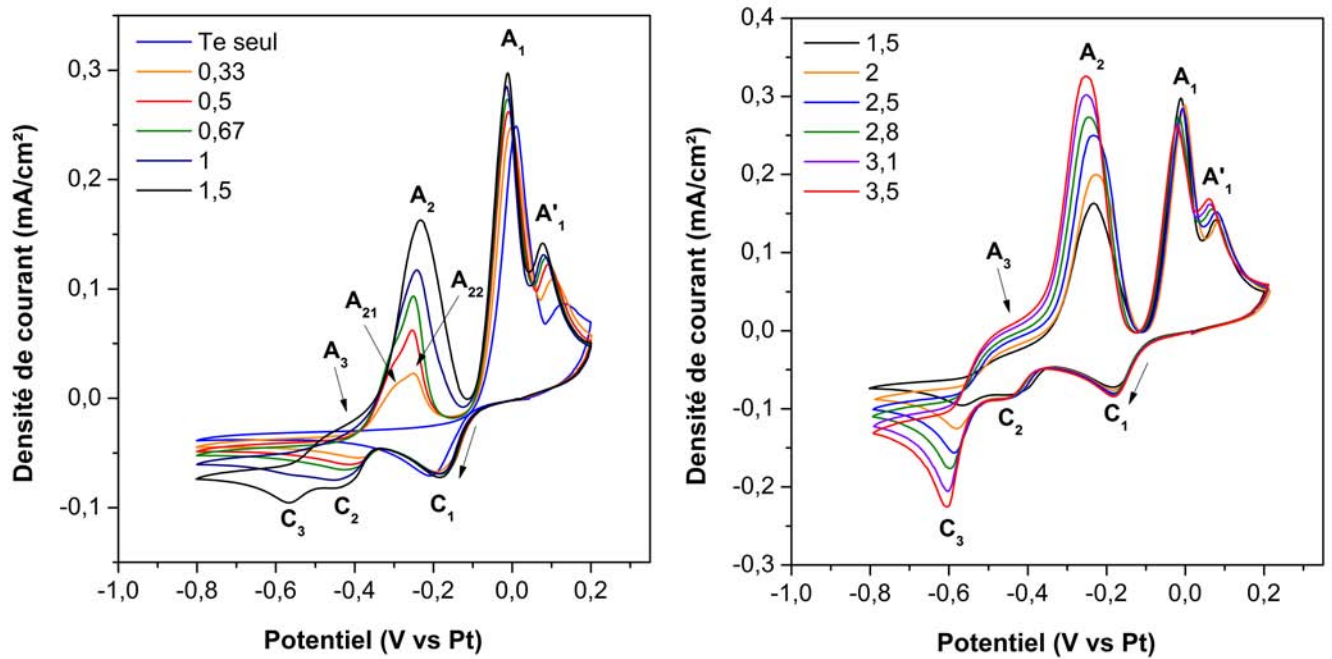 Densité de courant (mA/cm²)
0,3
0,2
0,1
0,0
-0,1
Te seul
0,33
0,5
0,67
1
1,5
A₁
A₂
A'₁
A₂₁
A₂₂
A₃
C₃
C₂
C₁
-1,0 -0,8 -0,6 -0,4 -0,2 0,0 0,2
Potentiel (V vs Pt)
Densité de courant (mA/cm²)
0,4
0,3
0,2
0,1
0,0
-0,1
-0,2
-0,3
1,5
2
2,5
2,8
3,1
3,5
A₂
A₁
A'₁
A₃
C₂
C₁
C₃
-1,0 -0,8 -0,6 -0,4 -0,2 0,0 0,2
Potentiel (V vs Pt)